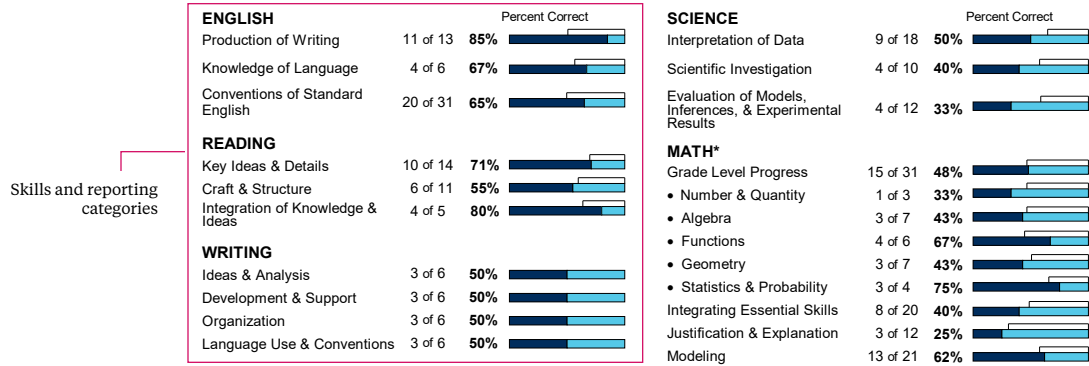 Skills and reporting
categories
ENGLISH Percent Correct
Production of Writing 11 of 13 85%
Knowledge of Language 4 of 6 67%
Conventions of Standard
English 20 of 31 65%
READING
Key Ideas & Details 10 of 14 71%
Craft & Structure 6 of 11 55%
Integration of Knowledge &
Ideas 4 of 5 80%
WRITING
Ideas & Analysis 3 of 6 50%
Development & Support 3 of 6 50%
Organization 3 of 6 50%
Language Use & Conventions 3 of 6 50%
SCIENCE Percent Correct
Interpretation of Data 9 of 18 50%
Scientific Investigation 4 of 10 40%
Evaluation of Models,
Inferences, & Experimental 4 of 12 33%
Results
MATH*
Grade Level Progress 15 of 31 48%
• Number & Quantity 1 of 3 33%
• Algebra 3 of 7 43%
• Functions 4 of 6 67%
• Geometry 3 of 7 43%
• Statistics & Probability 3 of 4 75%
Integrating Essential Skills 8 of 20 40%
Justification & Explanation 3 of 12 25%
Modeling 13 of 21 62%